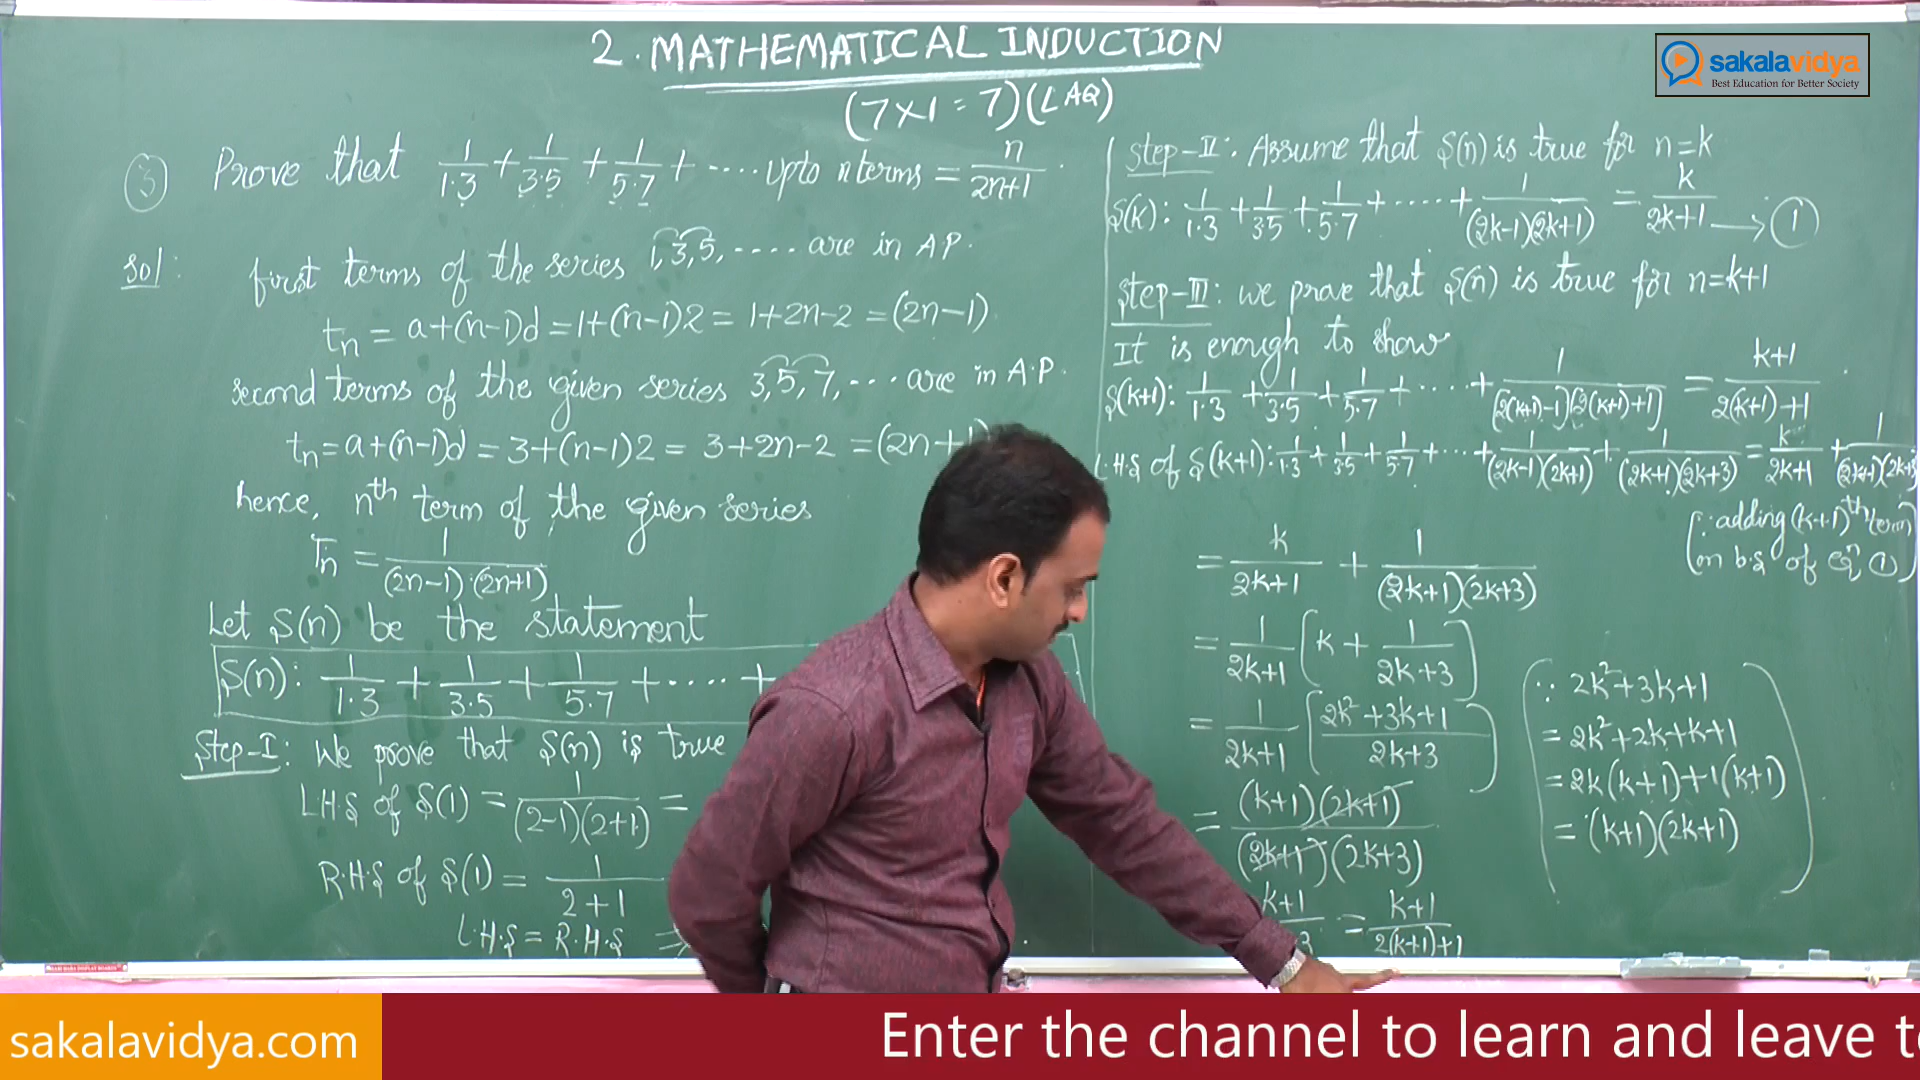 2. MATHEMATICAL INDUCTION
(7×1=7)(LAQ)
sakalavidya
Best Education for Better Society
3 Prove that 1/1·3 + 1/3·5 + 1/5·7 + .... upto n terms = n/2n+1 .
Sol: first terms of the series 1,3,5, ..... are in A.P.
tn = a+(n-1)d = 1+(n-1)2 = 1+2n-2 = (2n-1)
second terms of the given series 3,5,7, ... are in A.P.
tn = a+(n-1)d = 3+(n-1)2 = 3+2n-2 = (2n+1)
hence, nth term of the given series
Tn = 1/(2n-1)·(2n+1)
Let S(n) be the statement
S(n): 1/1·3 + 1/3·5 + 1/5·7 + ..... +
Step-I: We prove that S(n) is true
L.H.S of S(1) = 1/(2-1)(2+1) =
R.H.S of S(1) = 1/2+1
L.H.S = R.H.S ⇒
Step-II: Assume that S(n) is true for n=k
S(k): 1/1·3 + 1/3·5 + 1/5·7 + ..... + 1/(2k-1)(2k+1) = k/2k+1 → 1
Step-III: we prove that S(n) is true for n=k+1
It is enough to show
S(k+1): 1/1·3 + 1/3·5 + 1/5·7 + ..... + 1/[2(k+1)-1][2(k+1)+1] = k+1/2(k+1)+1 .
L.H.S of S(k+1): 1/1·3 + 1/3·5 + 1/5·7 + ... + 1/(2k-1)(2k+1) + 1/(2k+1)(2k+3) = k/2k+1 + 1/(2k+1)(2k+3
(∵ adding (k+1)th term
on b.s of eqn 1)
= k/2k+1 + 1/(2k+1)(2k+3)
= 1/2k+1 [k + 1/2k+3]
= 1/2k+1 [2k²+3k+1/2k+3]
= (k+1)(2k+1)/(2k+1)(2k+3)
k+1/3 = k+1/2(k+1)+1
(∵ 2k²+3k+1
= 2k²+2k+k+1
= 2k(k+1)+1(k+1)
= (k+1)(2k+1))
sakalavidya.com
Enter the channel to learn and leave t